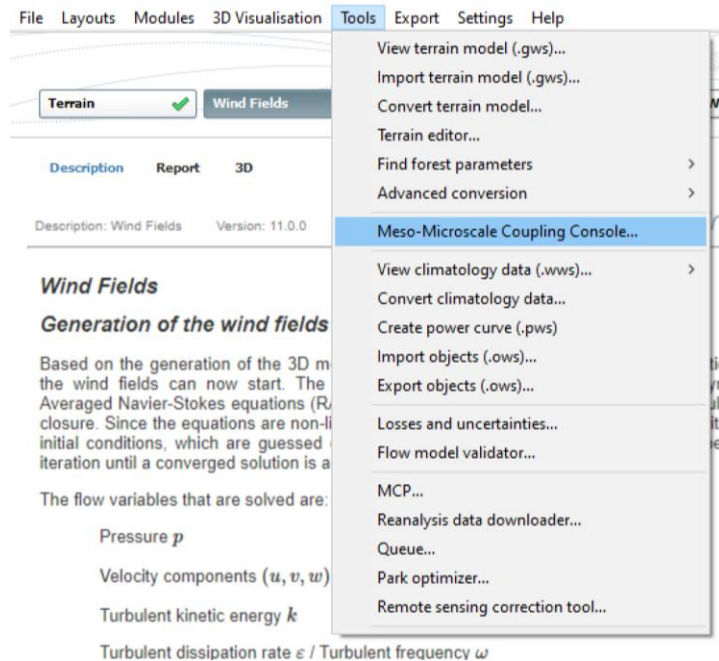 File Layouts Modules 3D Visualisation Tools Export Settings Help
View terrain model (.gws)...
Import terrain model (.gws)...
Convert terrain model...
Terrain editor...
Find forest parameters >
Advanced conversion >
Meso-Microscale Coupling Console...
View climatology data (.wws)... >
Convert climatology data...
Create power curve (.pws)
Import objects (.ows)...
Export objects (.ows)...
Losses and uncertainties...
Flow model validator...
MCP...
Reanalysis data downloader...
Queue...
Park optimizer...
Remote sensing correction tool...
Terrain Wind Fields
Description Report 3D
Description: Wind Fields Version: 11.0.0
Wind Fields
Generation of the wind fields
Based on the generation of the 3D
the wind fields can now start. The
Averaged Navier-Stokes equations
closure. Since the equations are
initial conditions, which are guessed
iteration until a converged solution is
The flow variables that are solved are:
Pressure p
Velocity components (u, v, w)
Turbulent kinetic energy k
Turbulent dissipation rate ε / Turbulent frequency ω